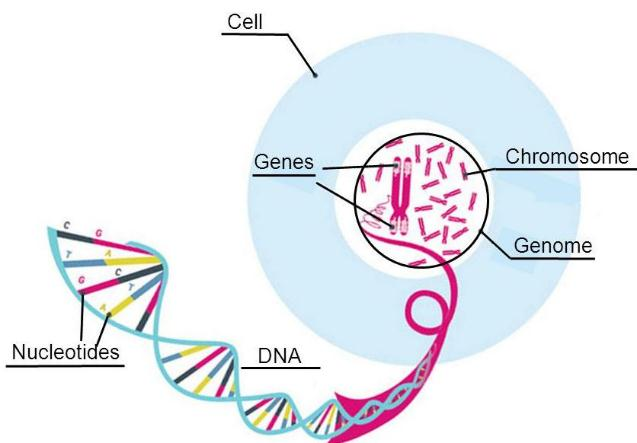 Cell
Genes
Chromosome
Genome
C G
T A
G C
A T
Nucleotides
DNA